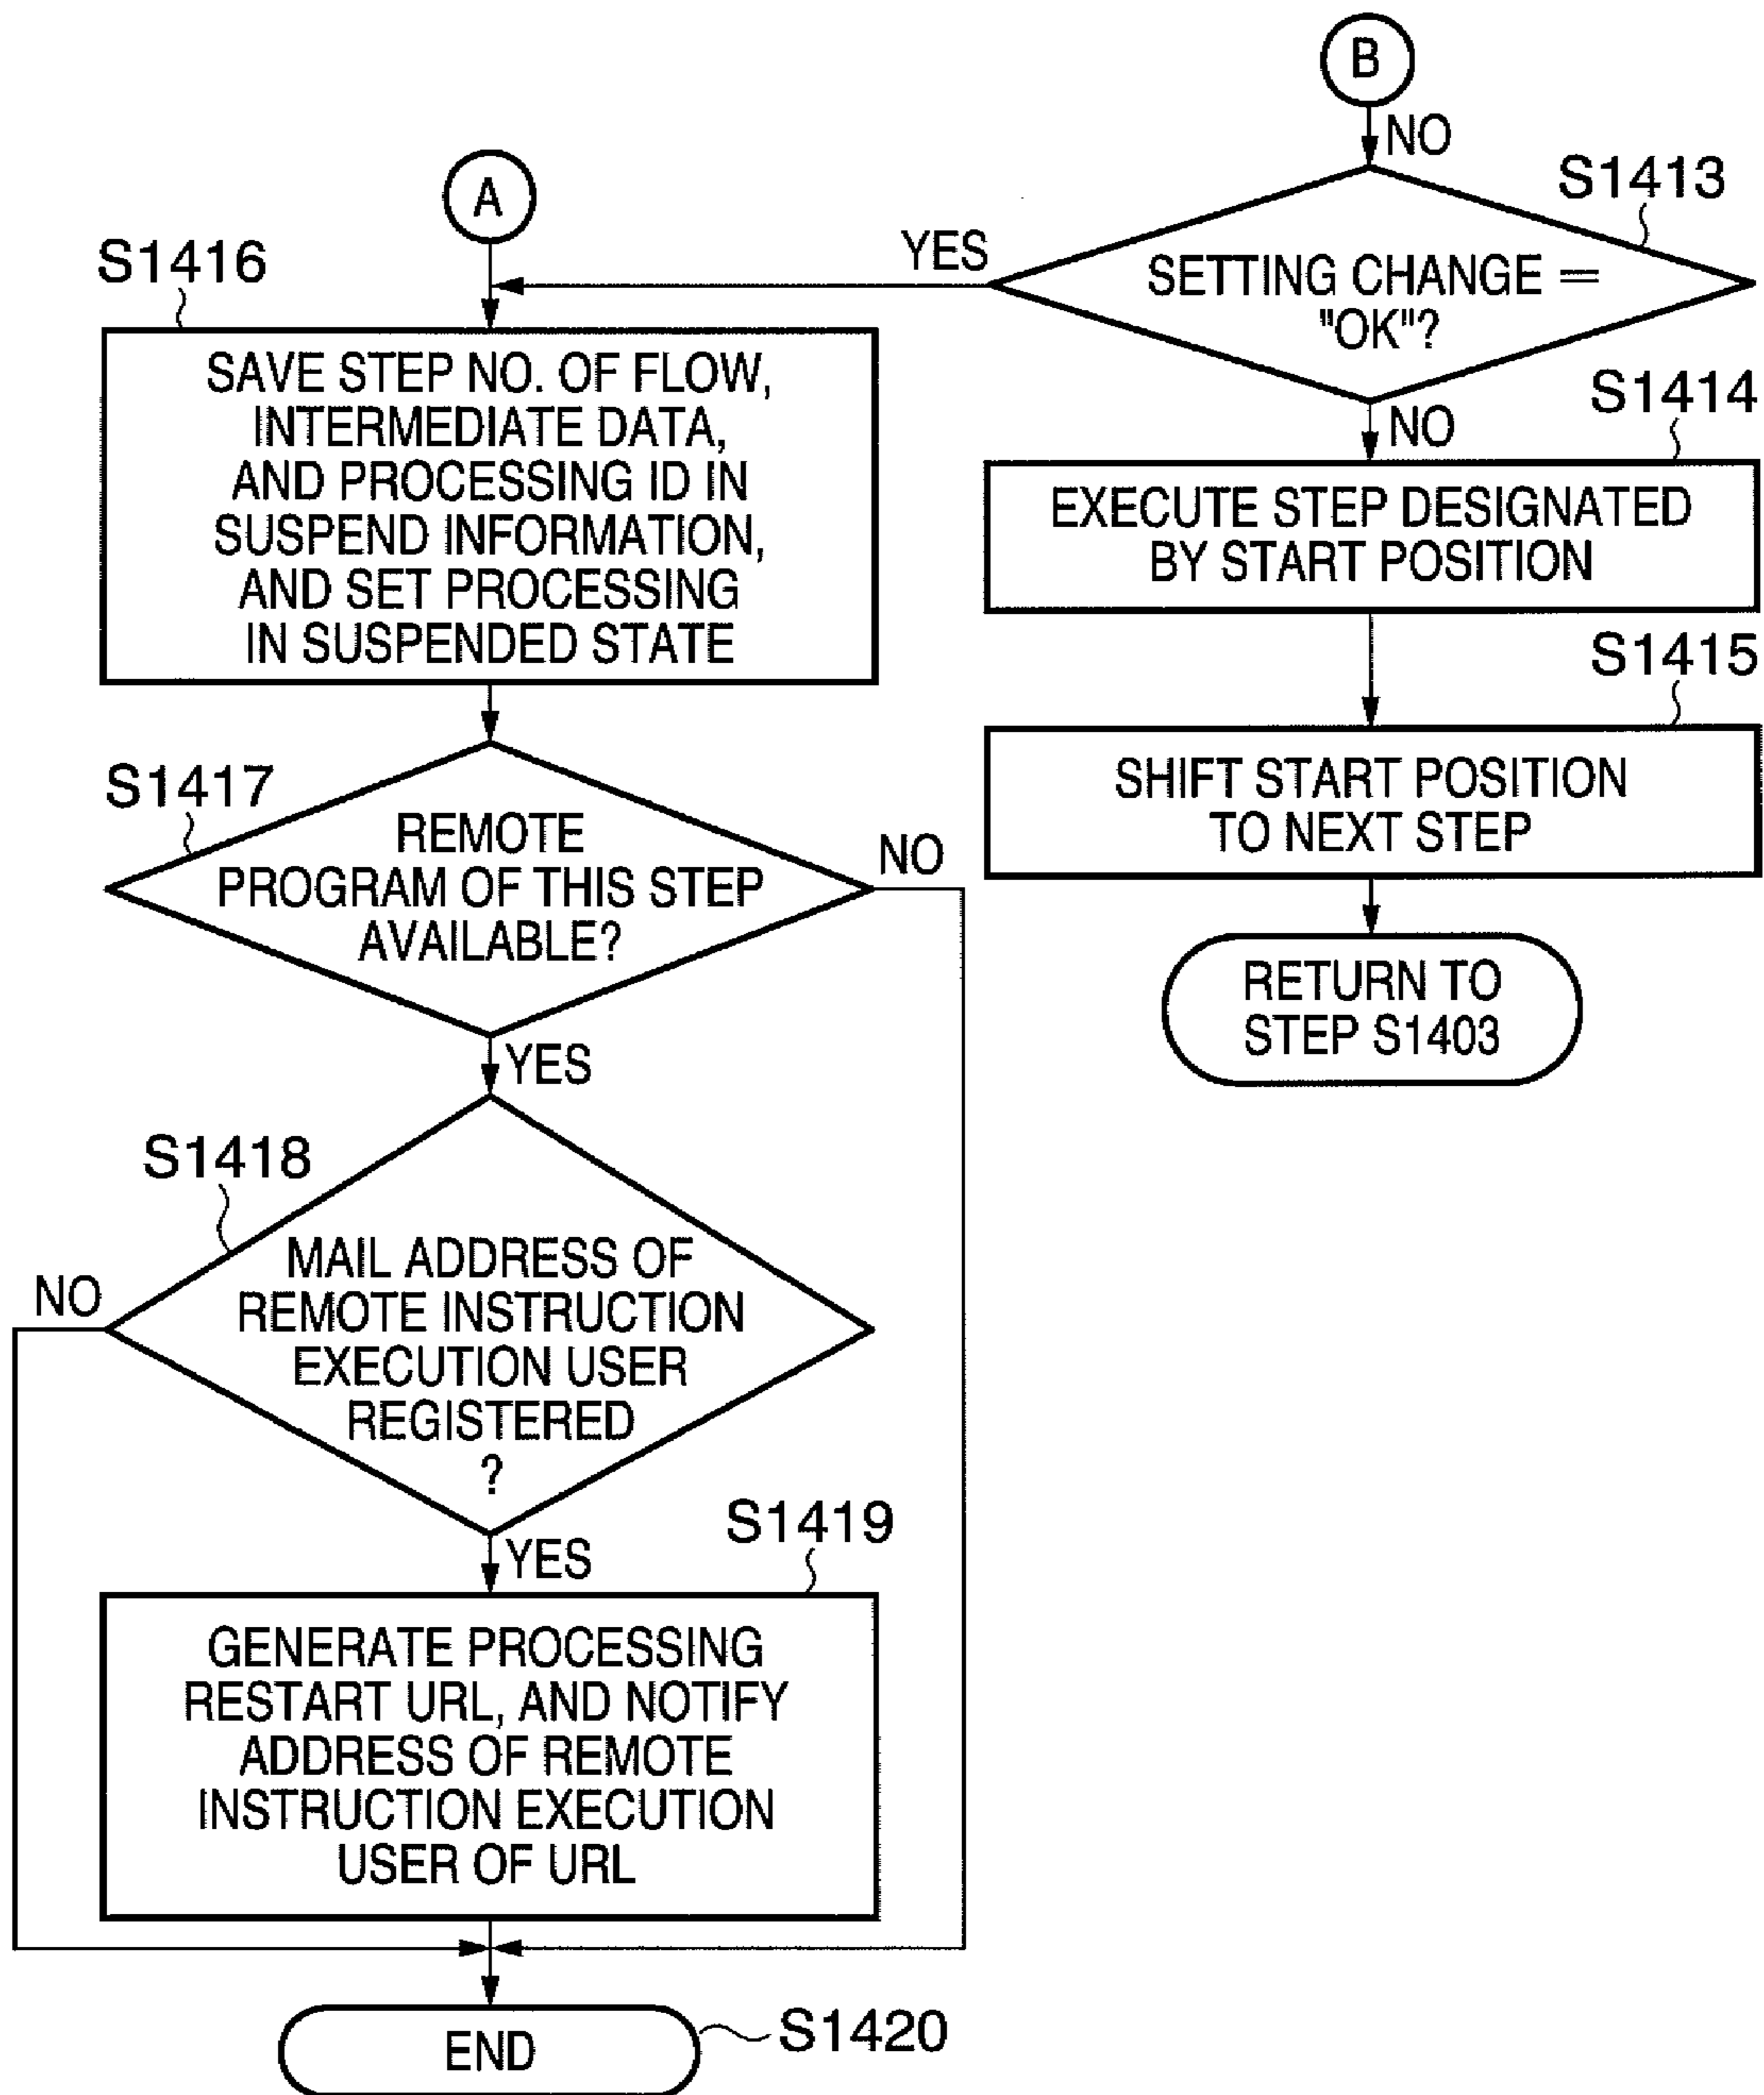 B
NO
S1413
SETTING CHANGE =
"OK"?
YES
NO
S1414
EXECUTE STEP DESIGNATED
BY START POSITION
S1415
SHIFT START POSITION
TO NEXT STEP
RETURN TO
STEP S1403
A
S1416
SAVE STEP NO. OF FLOW,
INTERMEDIATE DATA,
AND PROCESSING ID IN
SUSPEND INFORMATION,
AND SET PROCESSING
IN SUSPENDED STATE
S1417
REMOTE
PROGRAM OF THIS STEP
AVAILABLE?
NO
YES
S1418
MAIL ADDRESS OF
REMOTE INSTRUCTION
EXECUTION USER
REGISTERED
?
NO
YES
S1419
GENERATE PROCESSING
RESTART URL, AND NOTIFY
ADDRESS OF REMOTE
INSTRUCTION EXECUTION
USER OF URL
END
S1420